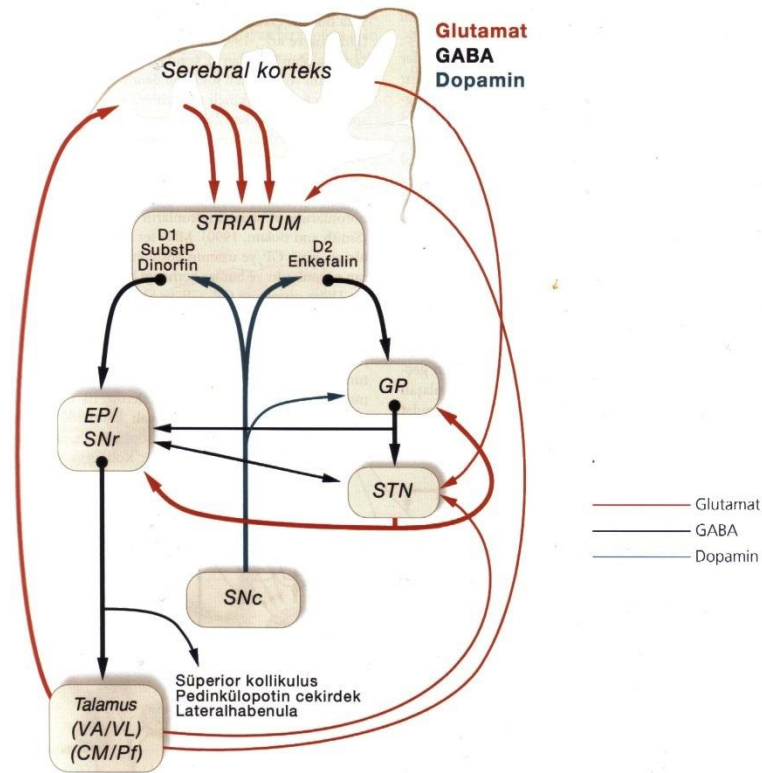 Glutamat
GABA
Dopamin
Serebral korteks
STRIATUM
D1
SubstP
Dinorfin
D2
Enkefalin
GP
EP/
SNr
STN
Glutamat
GABA
Dopamin
SNc
Süperior kollikulus
Pedinkülopotin cekirdek
Lateralhabenula
Talamus
(VA/VL)
(CM/Pf)